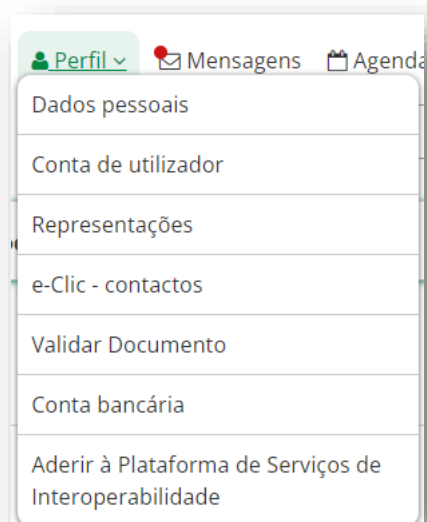 Perfil Mensagens Agenda
Dados pessoais
Conta de utilizador
Representações
e-Clic - contactos
Validar Documento
Conta bancária
Aderir à Plataforma de Serviços de
Interoperabilidade